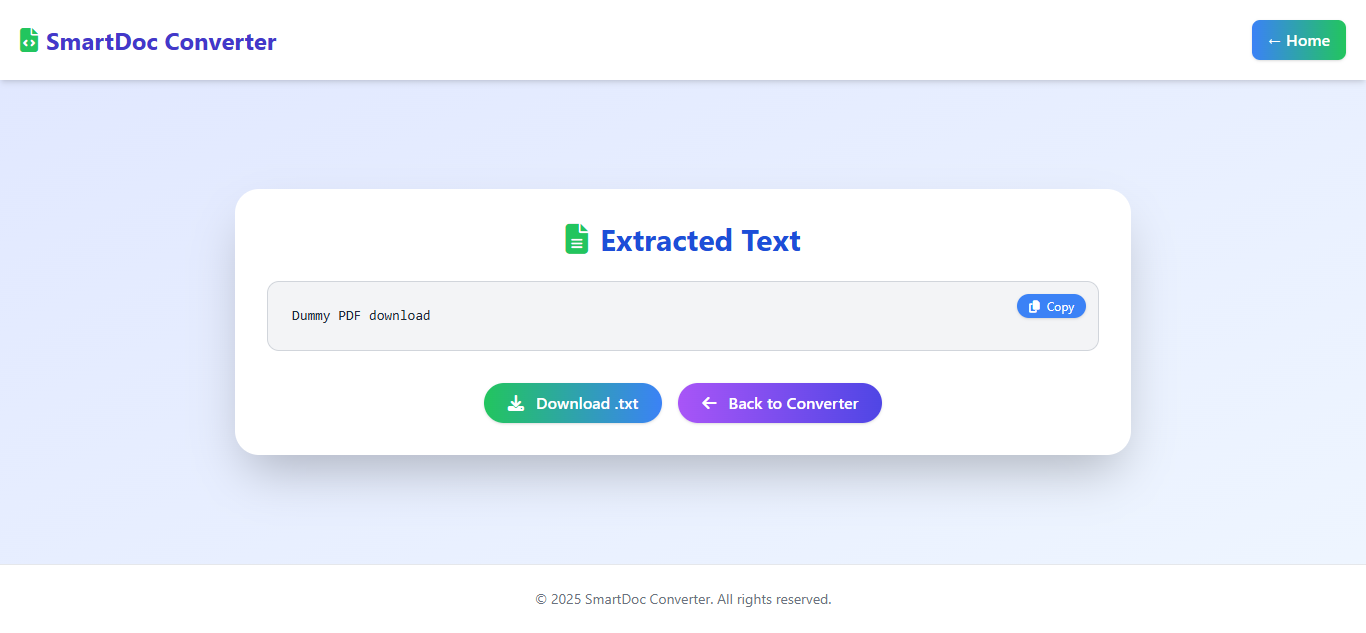 SmartDoc Converter
← Home
Extracted Text
Dummy PDF download
Copy
Download .txt
← Back to Converter
© 2025 SmartDoc Converter. All rights reserved.